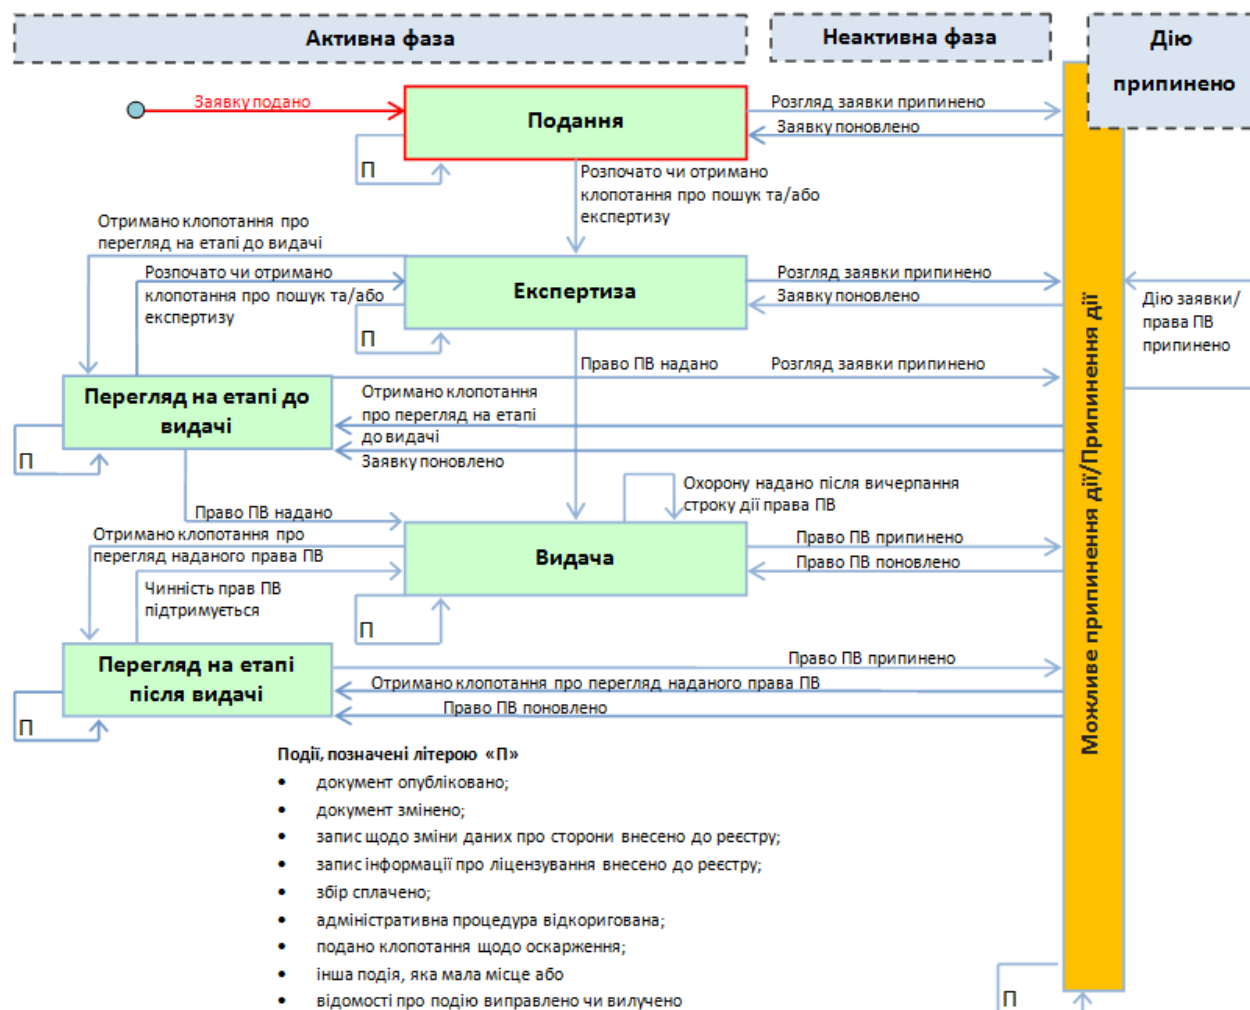 Активна фаза
Неактивна фаза
Дію
припинено
Заявку подано
Подання
Розгляд заявки припинено
Заявку поновлено
П
Розпочато чи отримано
клопотання про пошук та/або
експертизу
Отримано клопотання про
перегляд на етапі до видачі
Розпочато чи отримано
клопотання про пошук та/або
експертизу
Експертиза
Розгляд заявки припинено
Заявку поновлено
П
Дію заявки/
права ПВ
припинено
Право ПВ надано
Розгляд заявки припинено
Перегляд на етапі до
видачі
Отримано клопотання
про перегляд на етапі
до видачі
Заявку поновлено
П
Можливе припинення дії/Припинення дії
Охорону надано після вичерпання
строку дії права ПВ
Право ПВ надано
Отримано клопотання про
перегляд наданого права ПВ
Видача
Право ПВ припинено
Право ПВ поновлено
Чинність прав ПВ
підтримується
П
Перегляд на етапі
після видачі
Право ПВ припинено
Отримано клопотання про перегляд наданого права ПВ
Право ПВ поновлено
П
Події, позначені літерою «П»
• документ опубліковано;
• документ змінено;
• запис щодо зміни даних про сторони внесено до реєстру;
• запис інформації про ліцензування внесено до реєстру;
• збір сплачено;
• адміністративна процедура відкоригована;
• подано клопотання щодо оскарження;
• інша подія, яка мала місце або
• відомості про подію виправлено чи вилучено
П